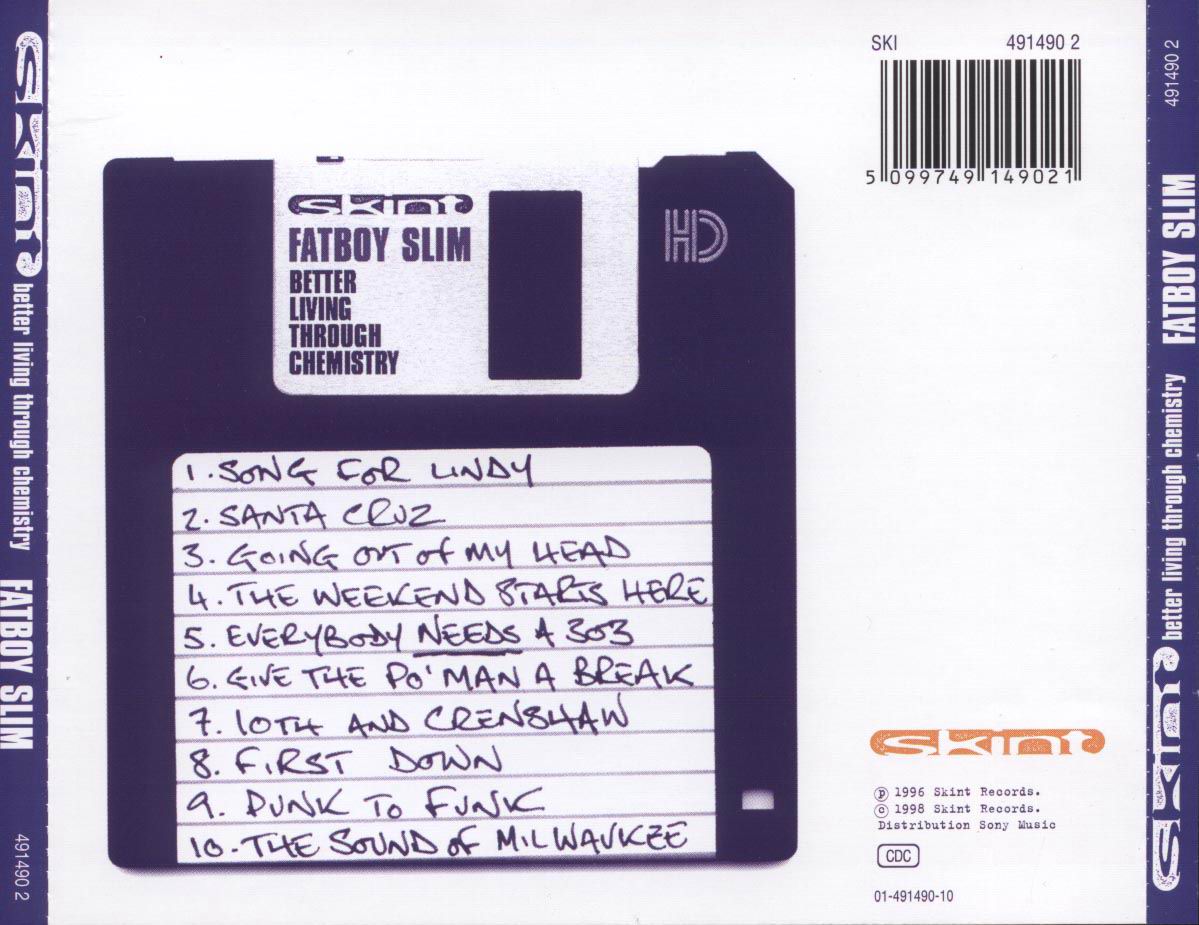 skint better living through chemistry FATBOY SLIM 491490 2
SKI 491490 2
5 099749 149021
skint
FATBOY SLIM
BETTER
LIVING
THROUGH
CHEMISTRY
HD
1. SONG FOR LINDY
2. SANTA CRUZ
3. GOING OUT OF MY HEAD
4. THE WEEKEND STARTS HERE
5. EVERYBODY NEEDS A 303
6. GIVE THE PO' MAN A BREAK
7. 10TH AND CRENSHAW
8. FIRST DOWN
9. PUNK TO FUNK
10. THE SOUND OF MILWAUKEE
skint
℗ 1996 Skint Records.
© 1998 Skint Records.
Distribution Sony Music
CDC
01-491490-10
skint better living through chemistry FATBOY SLIM 491490 2